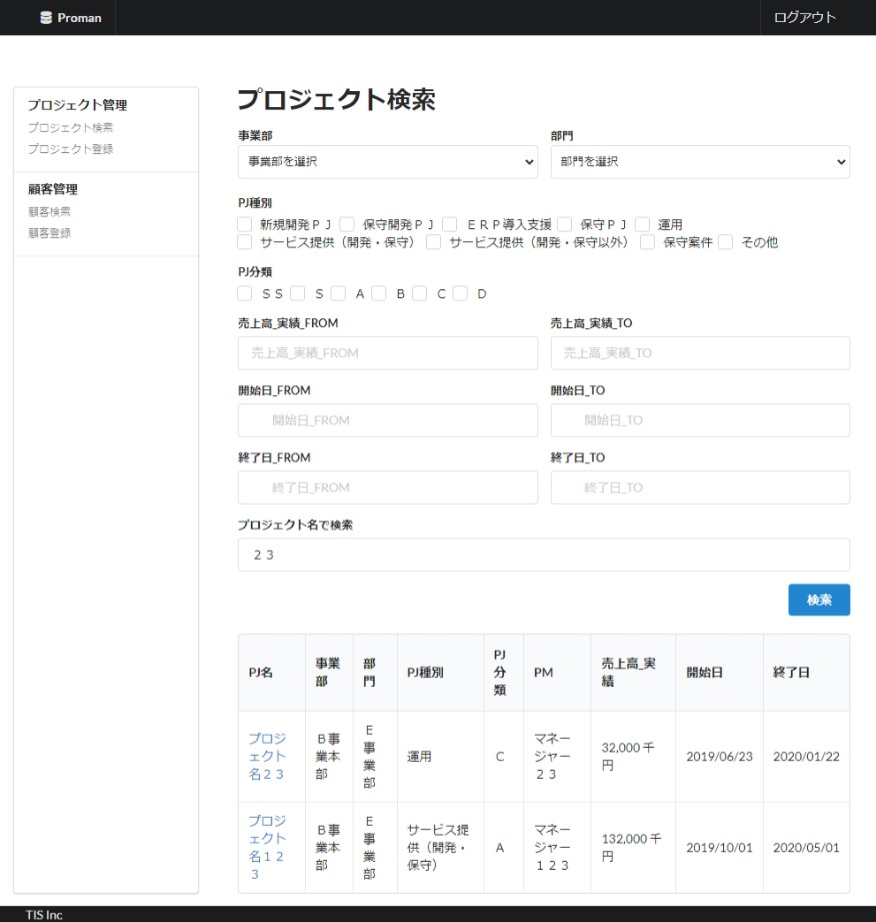 Proman
ログアウト
プロジェクト管理
プロジェクト検索
プロジェクト登録
顧客管理
顧客検索
顧客登録
プロジェクト検索
事業部
部門
事業部を選択
部門を選択
PJ種別
新規開発ＰＪ 保守開発ＰＪ ＥＲＰ導入支援 保守ＰＪ 運用
サービス提供（開発・保守） サービス提供（開発・保守以外） 保守案件 その他
PJ分類
ＳＳ Ｓ Ａ Ｂ Ｃ Ｄ
売上高_実績_FROM
売上高_実績_TO
売上高_実績_FROM
売上高_実績_TO
開始日_FROM
開始日_TO
開始日_FROM
開始日_TO
終了日_FROM
終了日_TO
終了日_FROM
終了日_TO
プロジェクト名で検索
２３
検索
PJ名
事業
部
部
門
PJ種別
PJ
分
類
PM
売上高_実
績
開始日
終了日
プロジ
ェクト
名２３
Ｂ事
業本
部
Ｅ
事
業
部
運用
Ｃ
マネー
ジャー
２３
32,000 千
円
2019/06/23
2020/01/22
プロジ
ェクト
名１２
３
Ｂ事
業本
部
Ｅ
事
業
部
サービス提
供（開発・
保守）
Ａ
マネー
ジャー
１２３
132,000 千
円
2019/10/01
2020/05/01
TIS Inc